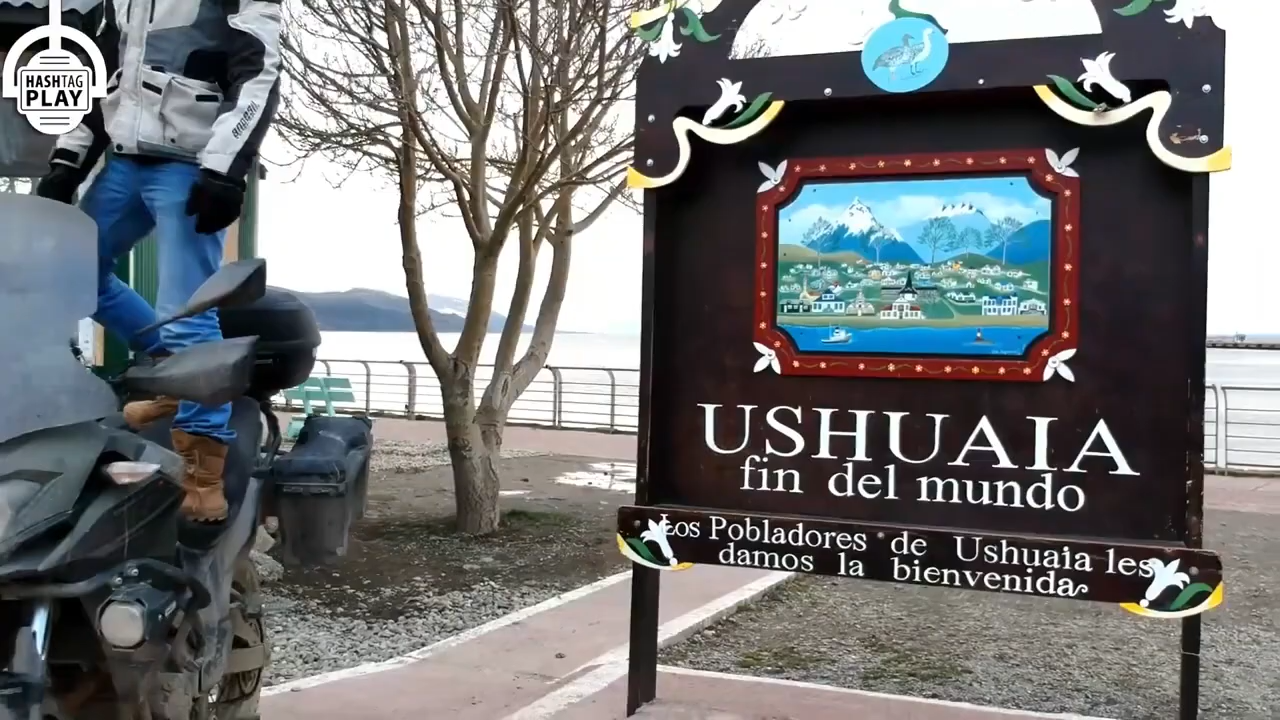 HASHTAG
PLAY
USHUAIA
fin del mundo
Los Pobladores de Ushuaia les
damos la bienvenida